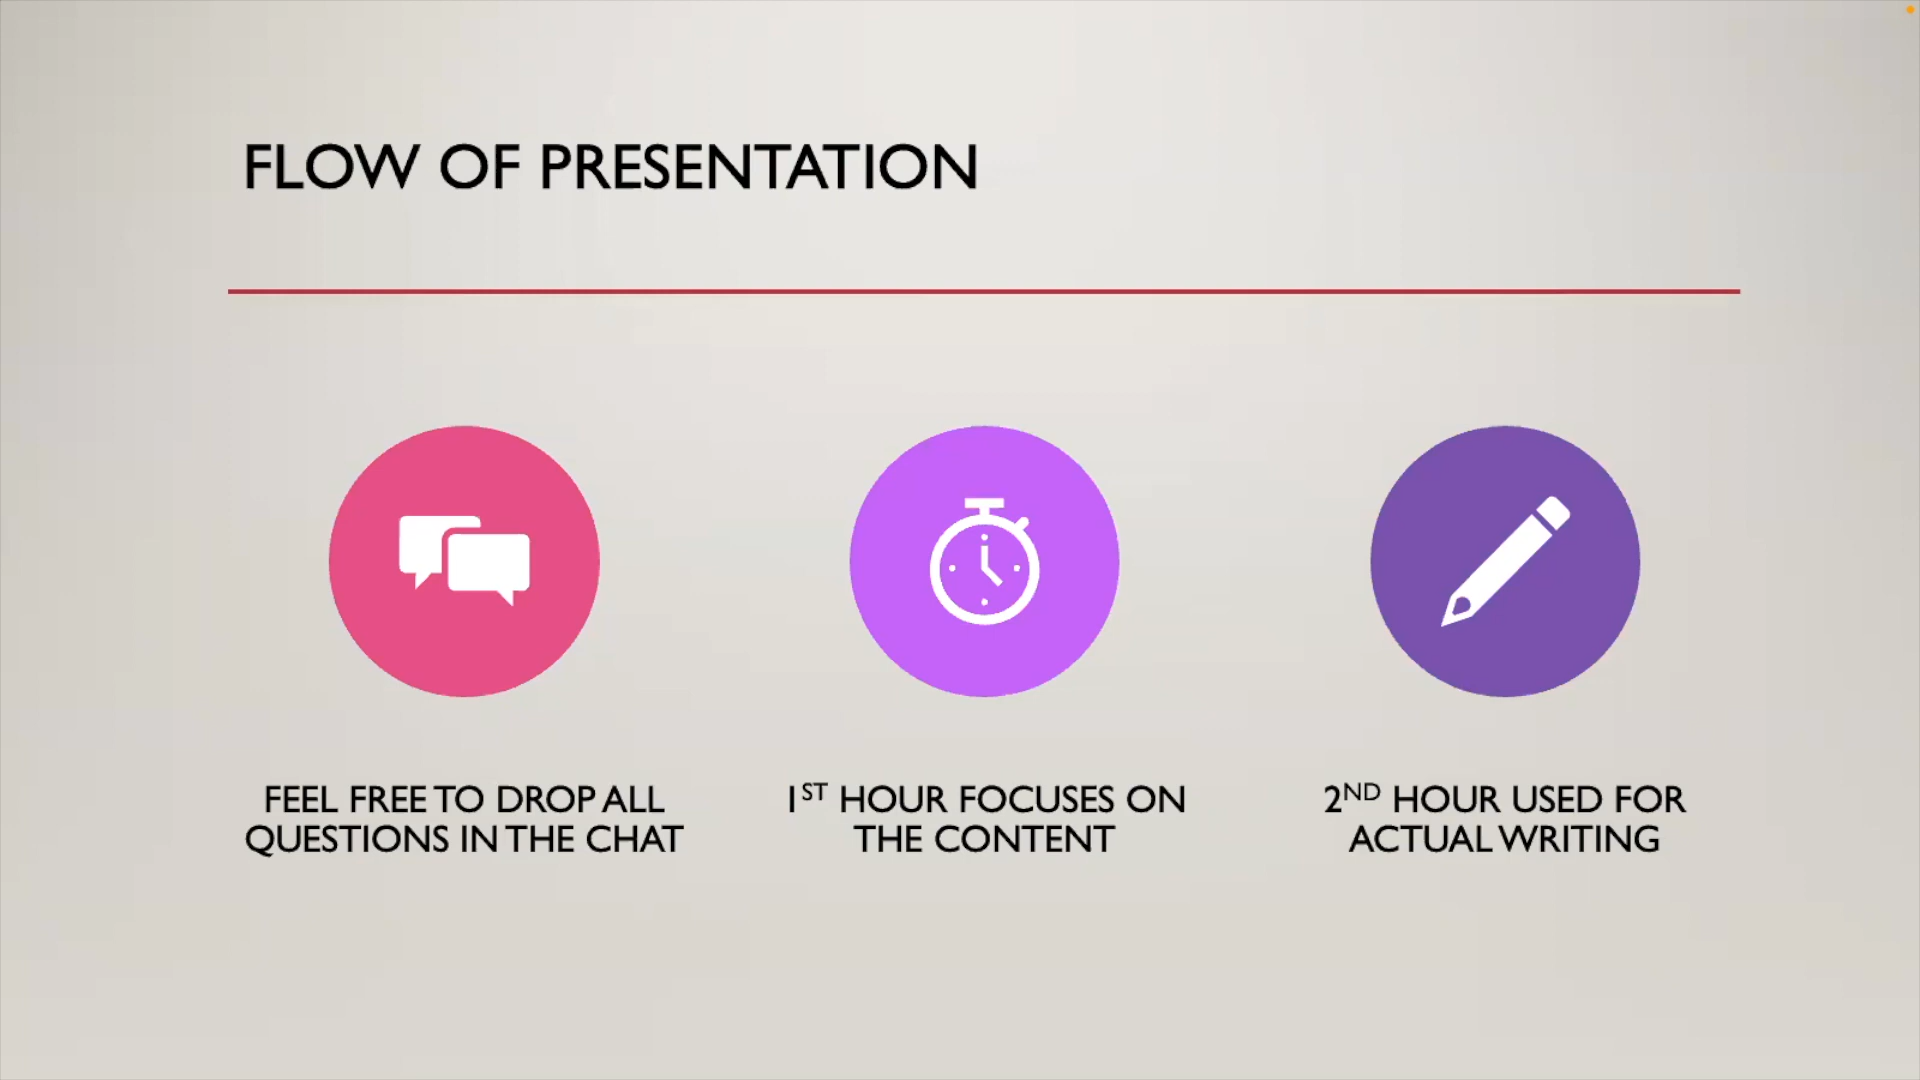 FLOW OF PRESENTATION
FEEL FREE TO DROP ALL
QUESTIONS IN THE CHAT
1ST HOUR FOCUSES ON
THE CONTENT
2ND HOUR USED FOR
ACTUAL WRITING